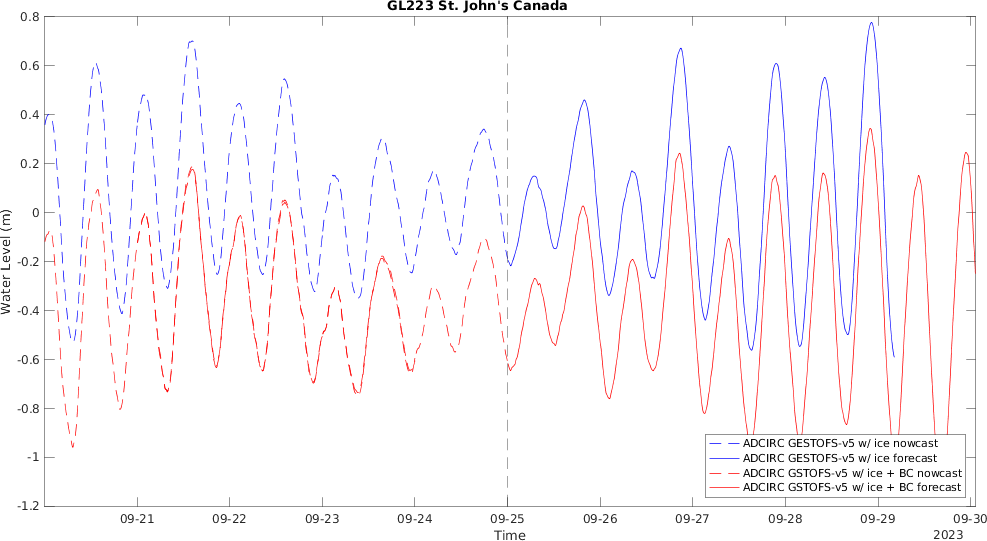 GL223 St. John's Canada
Water Level (m)
0.8
0.6
0.4
0.2
0
-0.2
-0.4
-0.6
-0.8
-1
-1.2
ADCIRC GESTOFS-v5 w/ ice nowcast
ADCIRC GESTOFS-v5 w/ ice forecast
ADCIRC GSTOFS-v5 w/ ice + BC nowcast
ADCIRC GSTOFS-v5 w/ ice + BC forecast
09-21 09-22 09-23 09-24 09-25 09-26 09-27 09-28 09-29 09-30
Time
2023